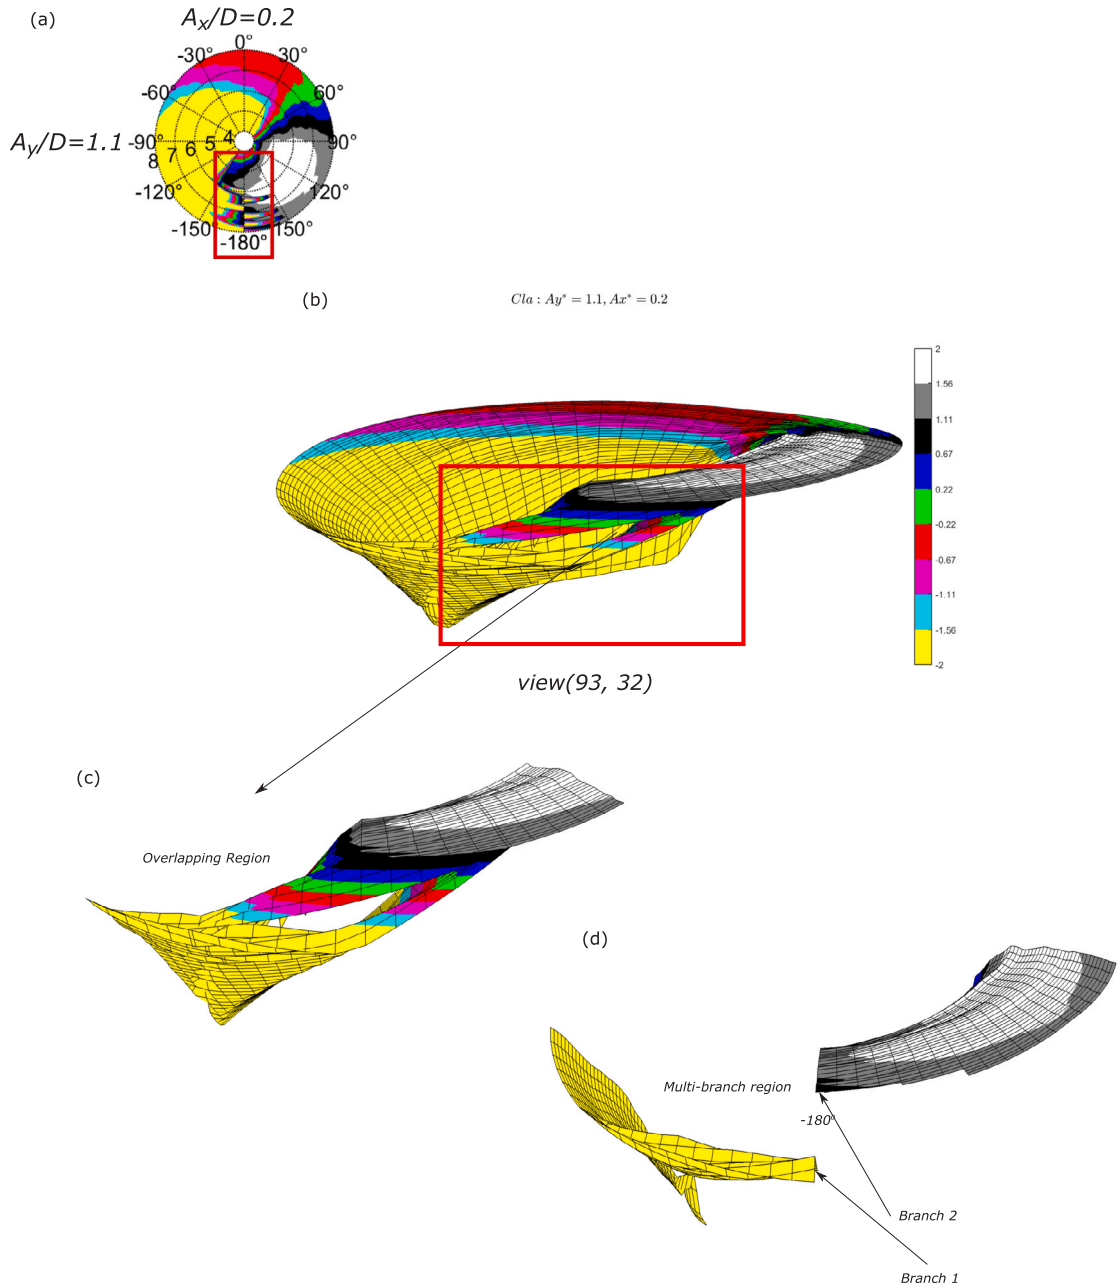 (a)
Aₓ/D=0.2
0°
-30°
30°
-60°
60°
A_y/D=1.1
-90°
90°
8 7 6 5 4
-120°
120°
-150°
150°
-180°
(b)
Cla : Ay* = 1.1, Ax* = 0.2
2
1.56
1.11
0.67
0.22
-0.22
-0.67
-1.11
-1.56
-2
view(93, 32)
(c)
Overlapping Region
(d)
Multi-branch region
-180°
Branch 2
Branch 1